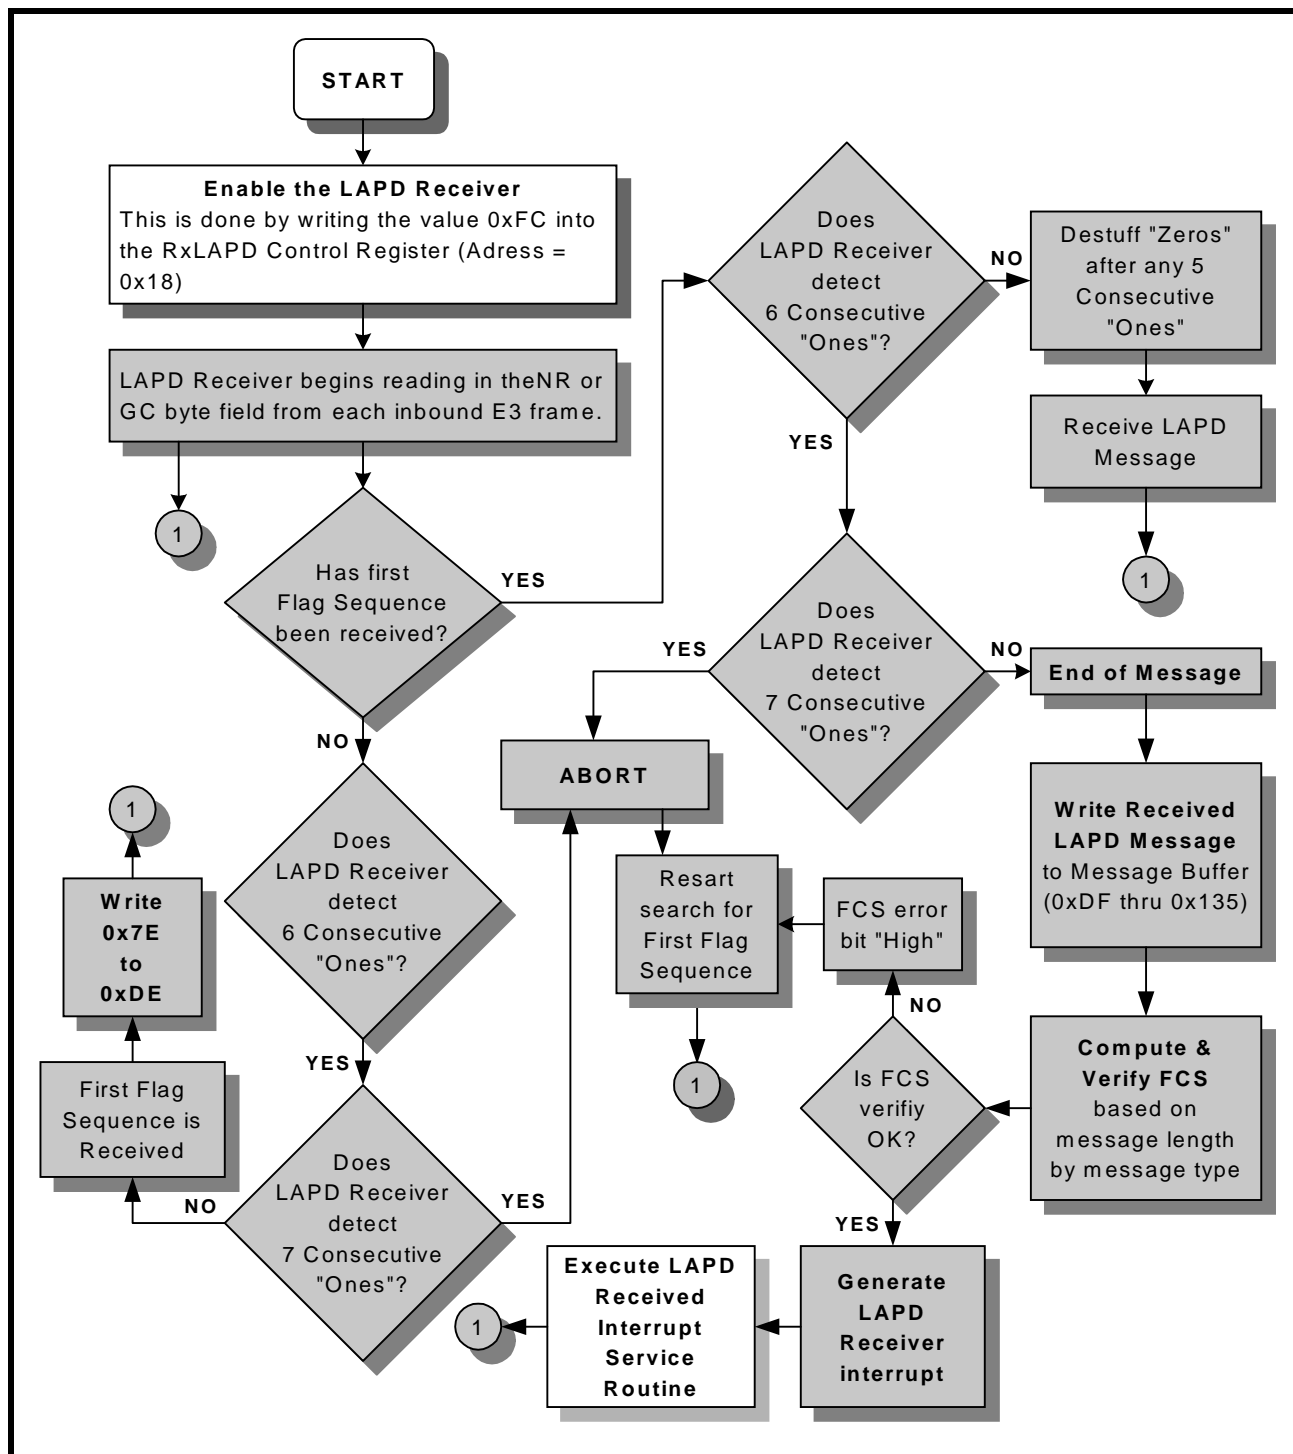 START
Enable the LAPD Receiver
This is done by writing the value 0xFC into
the RxLAPD Control Register (Adress =
0x18)
LAPD Receiver begins reading in theNR or
GC byte field from each inbound E3 frame.
1
Has first
Flag Sequence
been received?
YES
NO
Does
LAPD Receiver
detect
6 Consecutive
"Ones"?
NO
Destuff "Zeros"
after any 5
Consecutive
"Ones"
Receive LAPD
Message
1
YES
Does
LAPD Receiver
detect
7 Consecutive
"Ones"?
YES
NO
End of Message
ABORT
Write Received
LAPD Message
to Message Buffer
(0xDF thru 0x135)
Resart
search for
First Flag
Sequence
1
FCS error
bit "High"
NO
Is FCS
verifiy
OK?
Compute &
Verify FCS
based on
message length
by message type
YES
Generate
LAPD
Receiver
interrupt
Execute LAPD
Received
Interrupt
Service
Routine
1
Does
LAPD Receiver
detect
6 Consecutive
"Ones"?
YES
Does
LAPD Receiver
detect
7 Consecutive
"Ones"?
YES
NO
First Flag
Sequence is
Received
Write
0x7E
to
0xDE
1